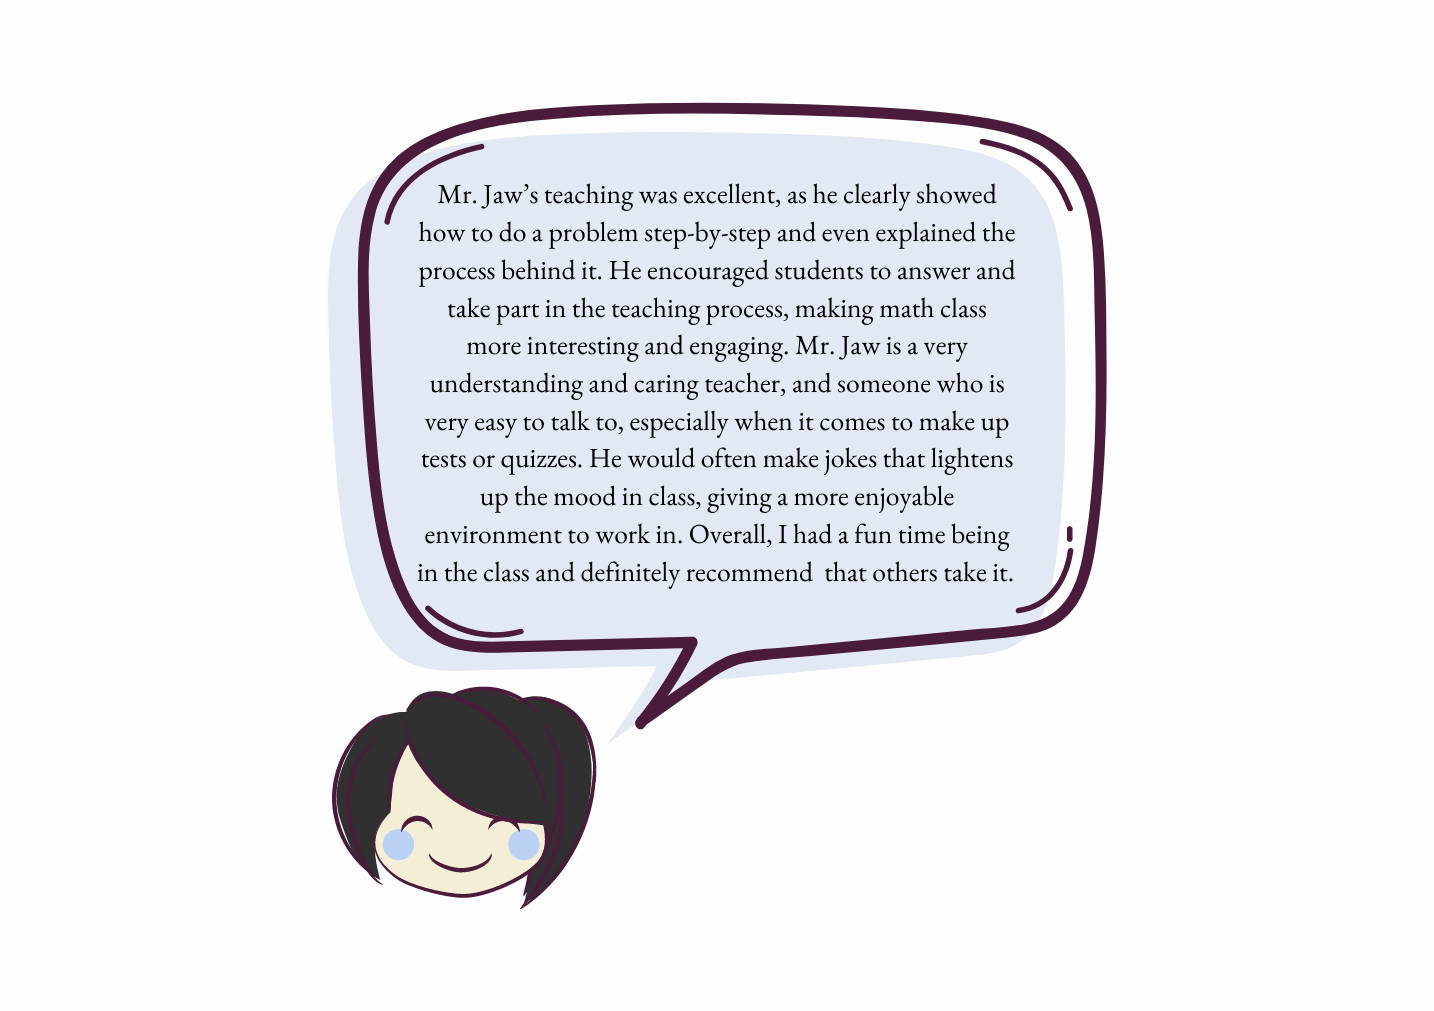 Mr. Jaw’s teaching was excellent, as he clearly showed
how to do a problem step-by-step and even explained the
process behind it. He encouraged students to answer and
take part in the teaching process, making math class
more interesting and engaging. Mr. Jaw is a very
understanding and caring teacher, and someone who is
very easy to talk to, especially when it comes to make up
tests or quizzes. He would often make jokes that lightens
up the mood in class, giving a more enjoyable
environment to work in. Overall, I had a fun time being
in the class and definitely recommend  that others take it.